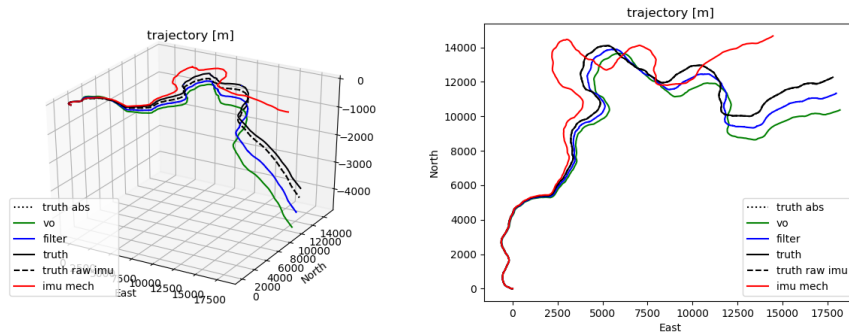 trajectory [m]
0
−1000
−2000
−3000
−4000
truth abs
vo
filter
truth
truth raw imu
imu mech
7500
10000
12500
15000
17500
East
0
2000
4000
6000
8000
10000
12000
14000
North
trajectory [m]
14000
12000
10000
8000
6000
4000
2000
0
North
truth abs
vo
filter
truth
truth raw imu
imu mech
0
2500
5000
7500
10000
12500
15000
17500
East